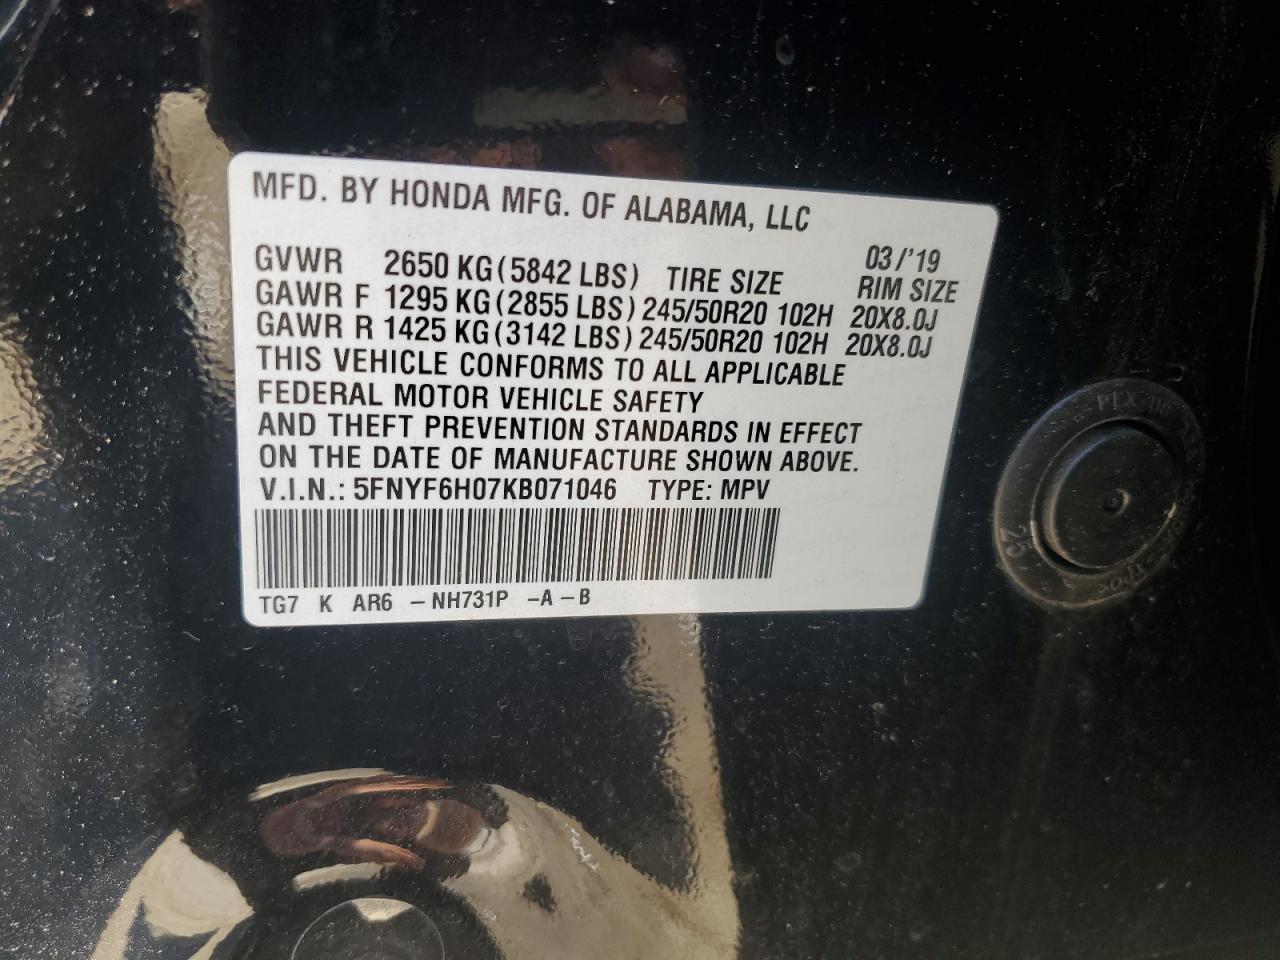 MFD. BY HONDA MFG. OF ALABAMA, LLC
03/'19
GVWR 2650 KG (5842 LBS) TIRE SIZE RIM SIZE
GAWR F 1295 KG (2855 LBS) 245/50R20 102H 20X8.0J
GAWR R 1425 KG (3142 LBS) 245/50R20 102H 20X8.0J
THIS VEHICLE CONFORMS TO ALL APPLICABLE
FEDERAL MOTOR VEHICLE SAFETY
AND THEFT PREVENTION STANDARDS IN EFFECT
ON THE DATE OF MANUFACTURE SHOWN ABOVE.
V.I.N.: 5FNYF6H07KB071046 TYPE: MPV
TG7 K AR6 -NH731P -A-B
25